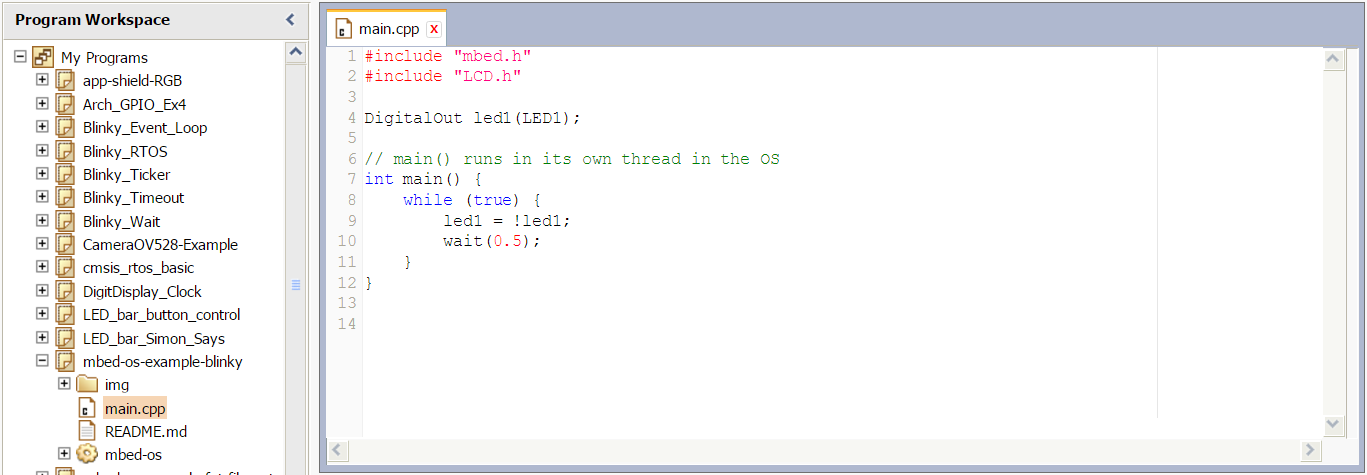 Program Workspace
My Programs
app-shield-RGB
Arch_GPIO_Ex4
Blinky_Event_Loop
Blinky_RTOS
Blinky_Ticker
Blinky_Timeout
Blinky_Wait
CameraOV528-Example
cmsis_rtos_basic
DigitDisplay_Clock
LED_bar_button_control
LED_bar_Simon_Says
mbed-os-example-blinky
img
main.cpp
README.md
mbed-os
main.cpp x
1 #include "mbed.h"
2 #include "LCD.h"
3
4 DigitalOut led1(LED1);
5
6 // main() runs in its own thread in the OS
7 int main() {
8     while (true) {
9         led1 = !led1;
10         wait(0.5);
11     }
12 }
13
14